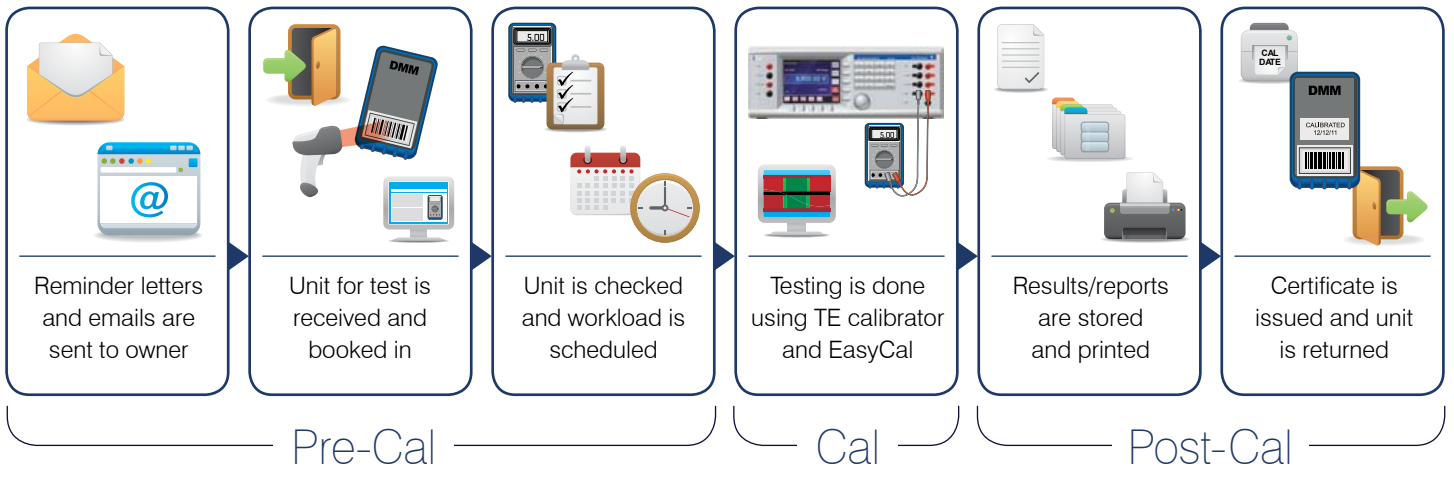 5.00
DMM
5.00
CAL
DATE
DMM
CALIBRATED
12/12/11
@
Reminder letters
and emails are
sent to owner
Unit for test is
received and
booked in
Unit is checked
and workload is
scheduled
Testing is done
using TE calibrator
and EasyCal
Results/reports
are stored
and printed
Certificate is
issued and unit
is returned
Pre-Cal
Cal
Post-Cal